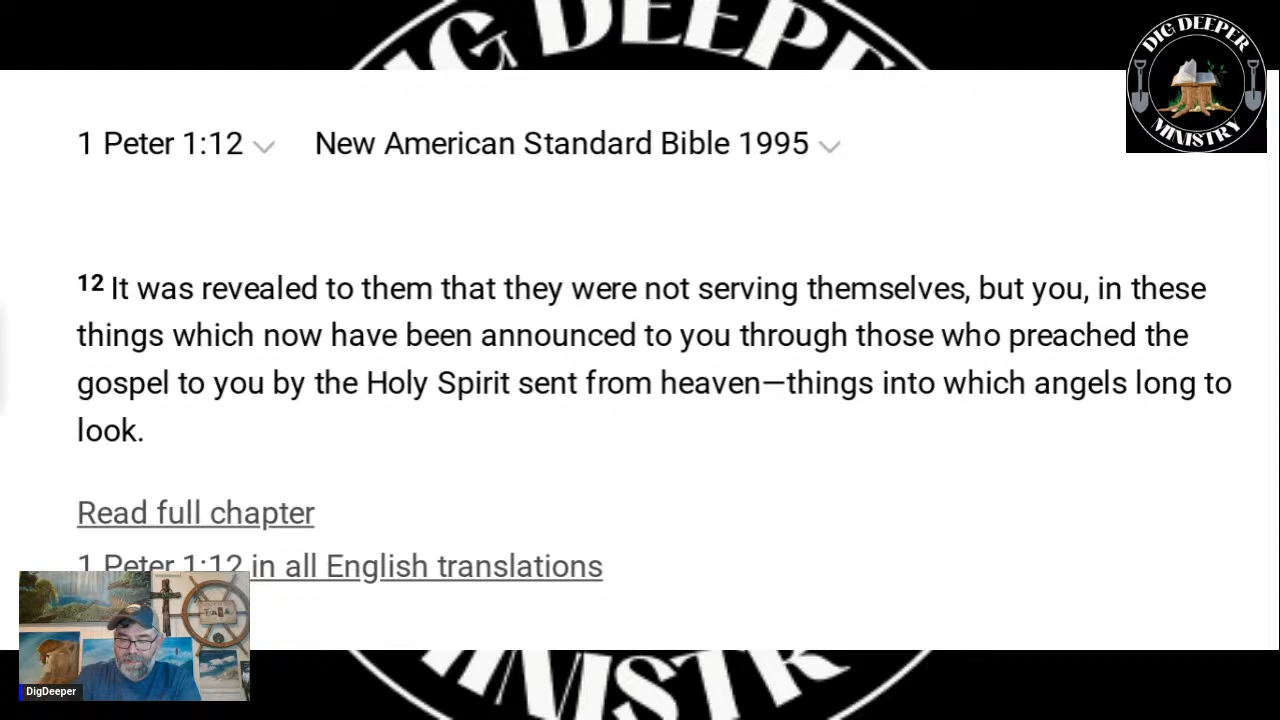 DIG DEEPER
DIG DEEPER
MINISTRY
1 Peter 1:12 New American Standard Bible 1995
12 It was revealed to them that they were not serving themselves, but you, in these
things which now have been announced to you through those who preached the
gospel to you by the Holy Spirit sent from heaven—things into which angels long to
look.
Read full chapter
1 Peter 1:12 in all English translations
DigDeeper
MINISTR